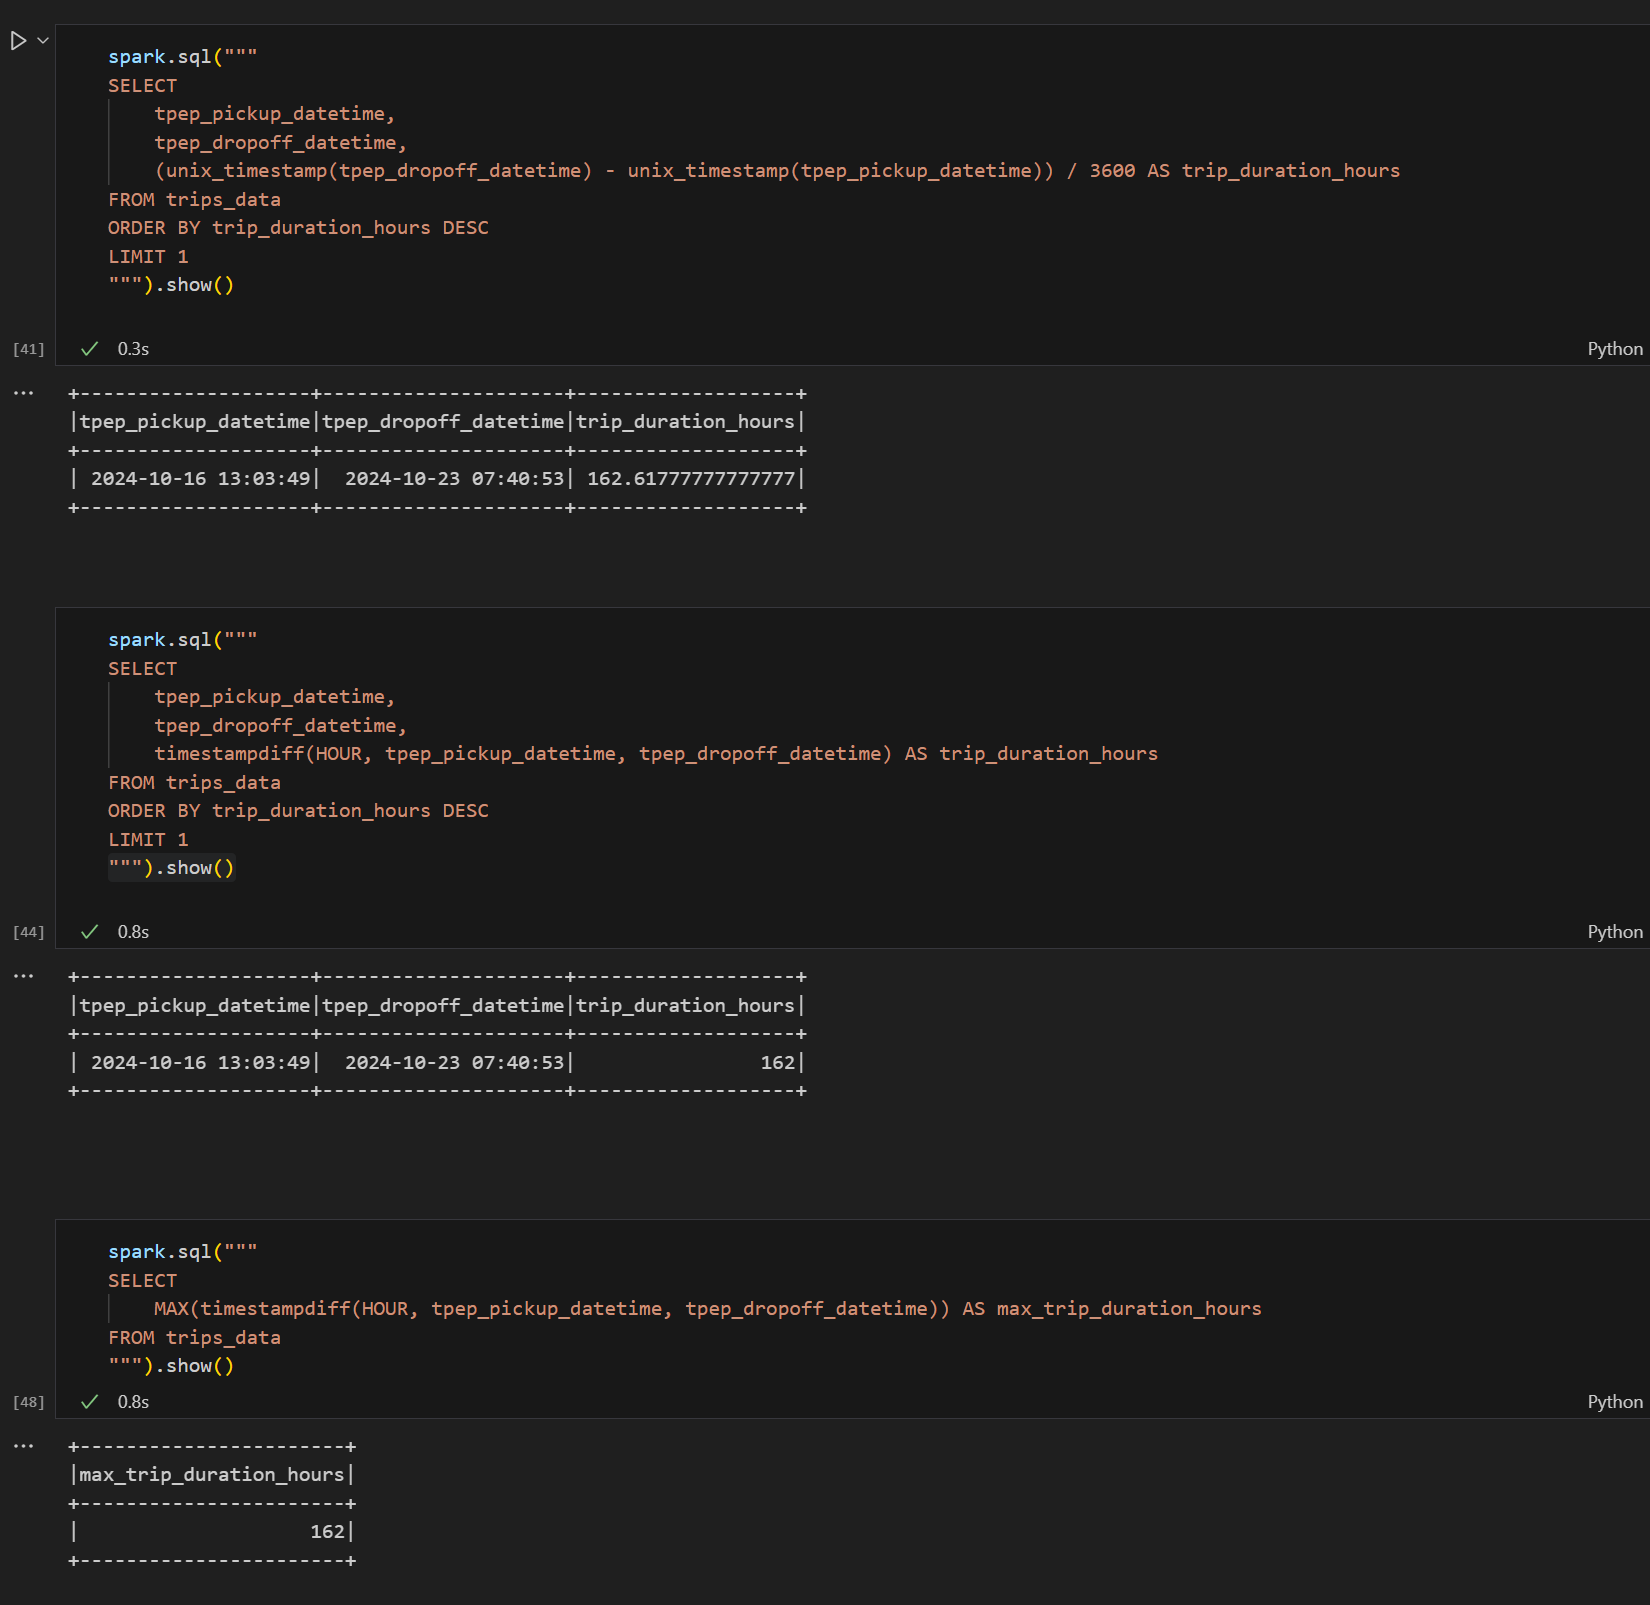 spark.sql("""
SELECT
    tpep_pickup_datetime,
    tpep_dropoff_datetime,
    (unix_timestamp(tpep_dropoff_datetime) - unix_timestamp(tpep_pickup_datetime)) / 3600 AS trip_duration_hours
FROM trips_data
ORDER BY trip_duration_hours DESC
LIMIT 1
""").show()
[41] 0.3s Python
... +--------------------+---------------------+-------------------+
|tpep_pickup_datetime|tpep_dropoff_datetime|trip_duration_hours|
+--------------------+---------------------+-------------------+
| 2024-10-16 13:03:49|  2024-10-23 07:40:53| 162.61777777777777|
+--------------------+---------------------+-------------------+
spark.sql("""
SELECT
    tpep_pickup_datetime,
    tpep_dropoff_datetime,
    timestampdiff(HOUR, tpep_pickup_datetime, tpep_dropoff_datetime) AS trip_duration_hours
FROM trips_data
ORDER BY trip_duration_hours DESC
LIMIT 1
""").show()
[44] 0.8s Python
... +--------------------+---------------------+-------------------+
|tpep_pickup_datetime|tpep_dropoff_datetime|trip_duration_hours|
+--------------------+---------------------+-------------------+
| 2024-10-16 13:03:49|  2024-10-23 07:40:53|                162|
+--------------------+---------------------+-------------------+
spark.sql("""
SELECT
    MAX(timestampdiff(HOUR, tpep_pickup_datetime, tpep_dropoff_datetime)) AS max_trip_duration_hours
FROM trips_data
""").show()
[48] 0.8s Python
... +-----------------------+
|max_trip_duration_hours|
+-----------------------+
|                    162|
+-----------------------+